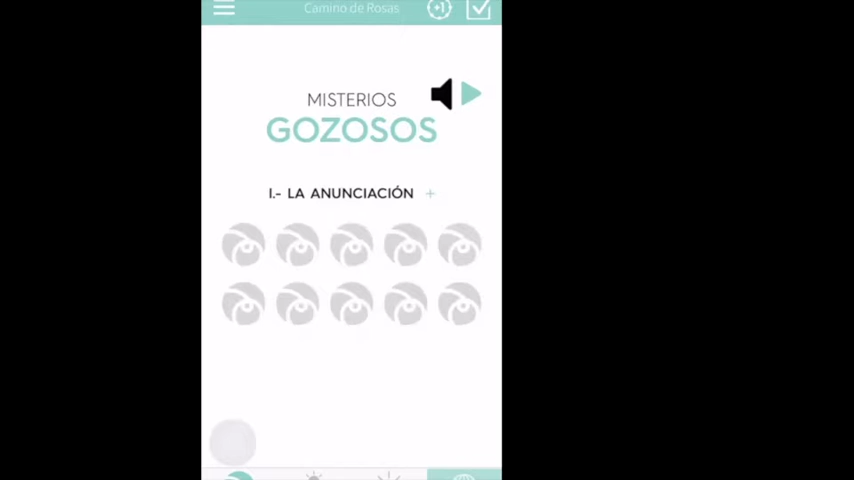 Camino de Rosas
+1
MISTERIOS
GOZOSOS
I.- LA ANUNCIACIÓN +